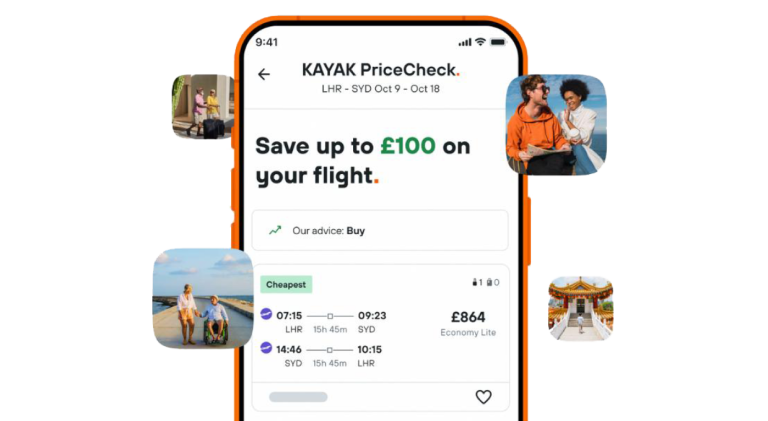 9:41
KAYAK PriceCheck.
LHR - SYD Oct 9 - Oct 18
Save up to £100 on
your flight.
Our advice: Buy
Cheapest
1 0
07:15 09:23
LHR 15h 45m SYD
£864
Economy Lite
14:46 10:15
SYD 15h 45m LHR